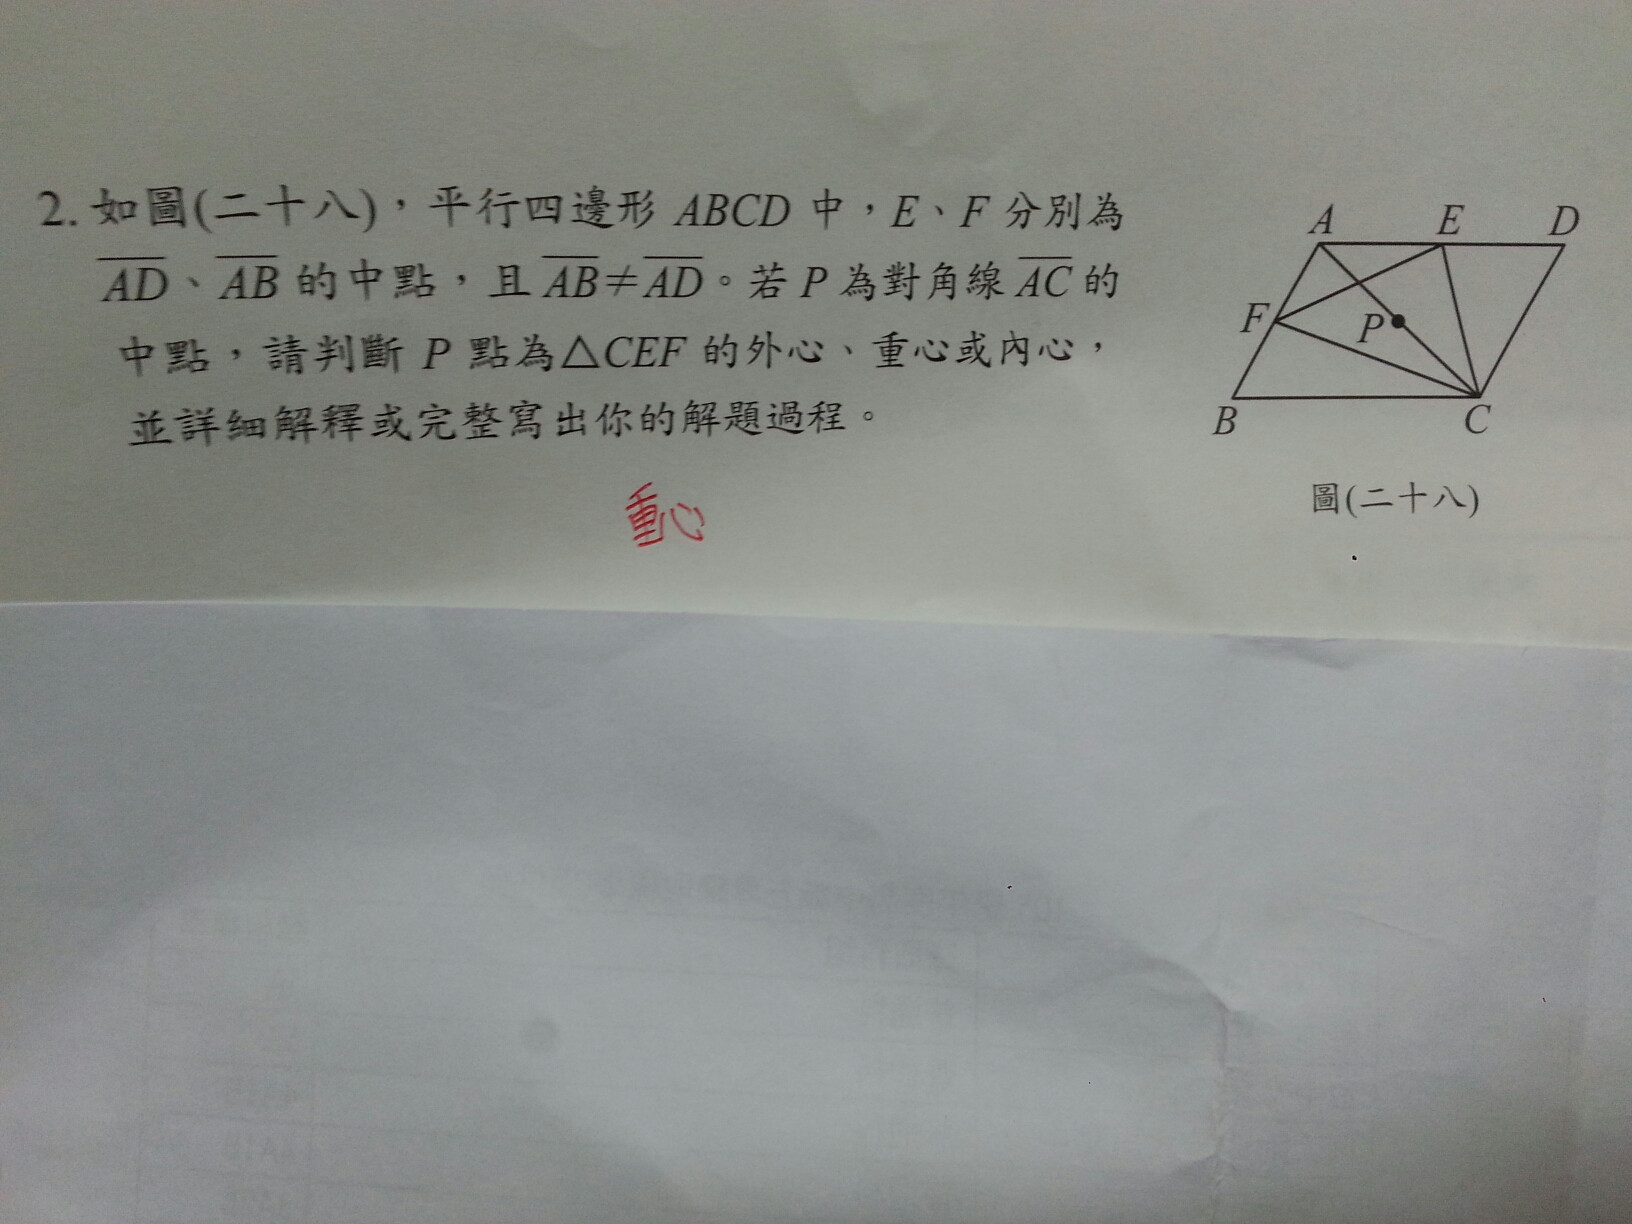 2. 如圖(二十八)，平行四邊形 ABCD 中，E、F 分別為
AD、AB 的中點，且 AB≠AD。若 P 為對角線 AC 的
中點，請判斷 P 點為△CEF 的外心、重心或內心，
並詳細解釋或完整寫出你的解題過程。
重心
A E D
F P
B C
圖(二十八)